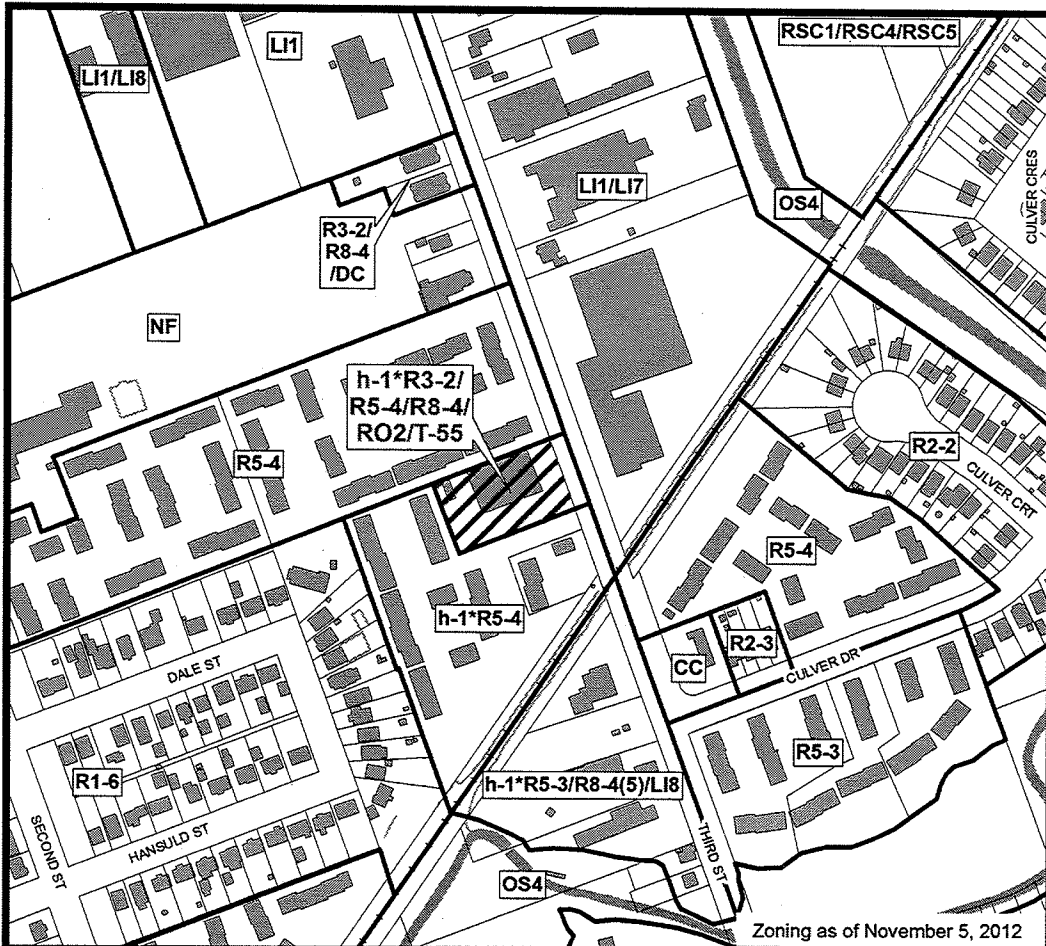 RSC1/RSC4/RSC5
LI1
LI1/LI8
LI1/LI7
OS4
CULVER CRES
R3-2/
R8-4
/DC
NF
h-1*R3-2/
R5-4/R8-4/
RO2/T-55
R2-2
CULVER CRT
R5-4
R5-4
h-1*R5-4
R2-3
CC
CULVER DR
DALE ST
R5-3
R1-6
h-1*R5-3/R8-4(5)/LI8
SECOND ST
HANSULD ST
THIRD ST
OS4
Zoning as of November 5, 2012